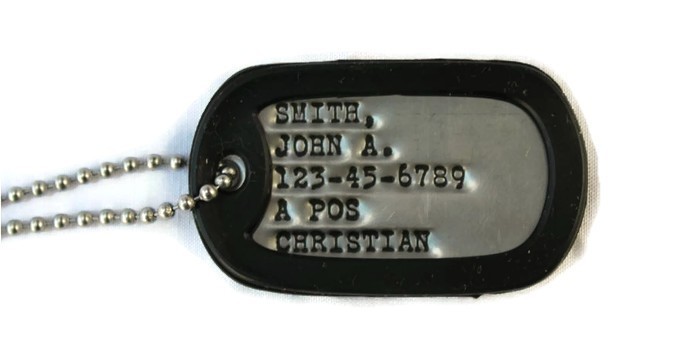 SMITH,
JOHN A.
123-45-6789
A POS
CHRISTIAN